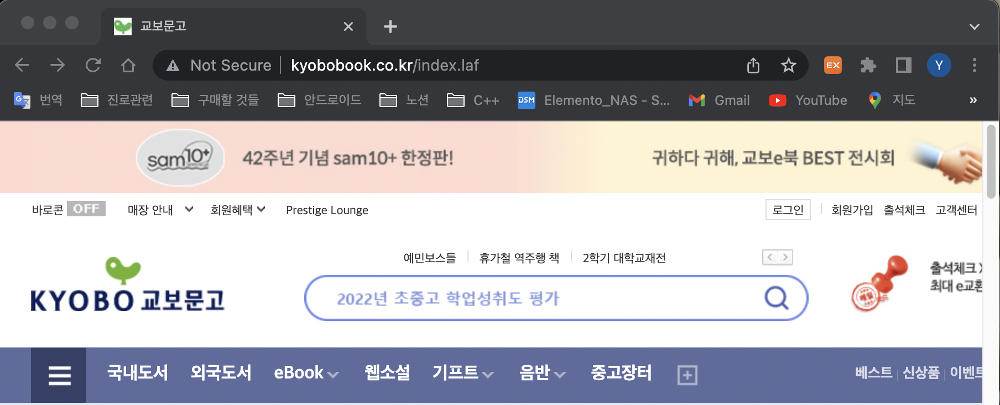 교보문고
Not Secure kyobobook.co.kr/index.laf
EX
Y
번역 진로관련 구매할 것들 안드로이드 노션 C++ DSM Elemento_NAS - S... Gmail YouTube 지도 »
sam10+ 42주년 기념 sam10+ 한정판! 귀하다 귀해, 교보e북 BEST 전시회
바로콘 OFF 매장 안내 회원혜택 Prestige Lounge 로그인 회원가입 출석체크 고객센터
예민보스들 휴가철 역주행 책 2학기 대학교재전
KYOBO 교보문고
2022년 초중고 학업성취도 평가
출석체크 X
최대 e교환
국내도서 외국도서 eBook 웹소설 기프트 음반 중고장터 베스트 신상품 이벤트